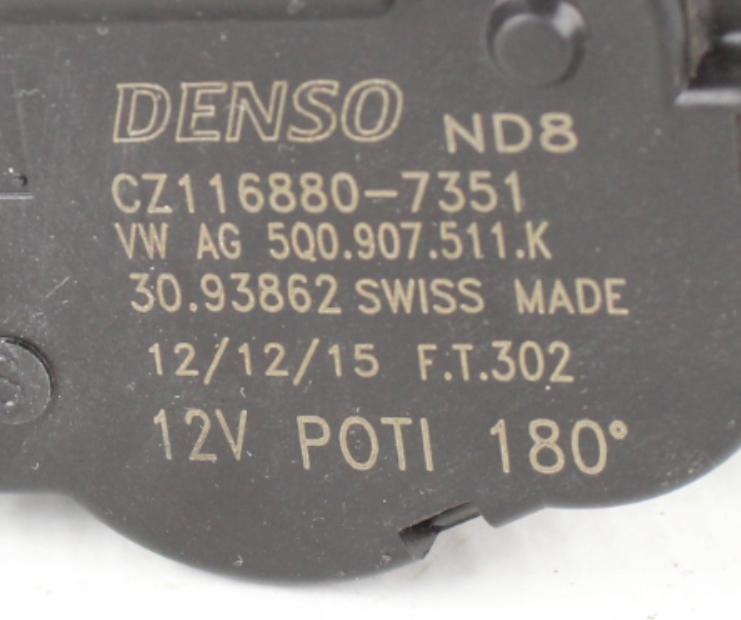 DENSO ND8
CZ116880-7351
VW AG 5Q0.907.511.K
30.93862 SWISS MADE
12/12/15 F.T.302
12V POTI 180°